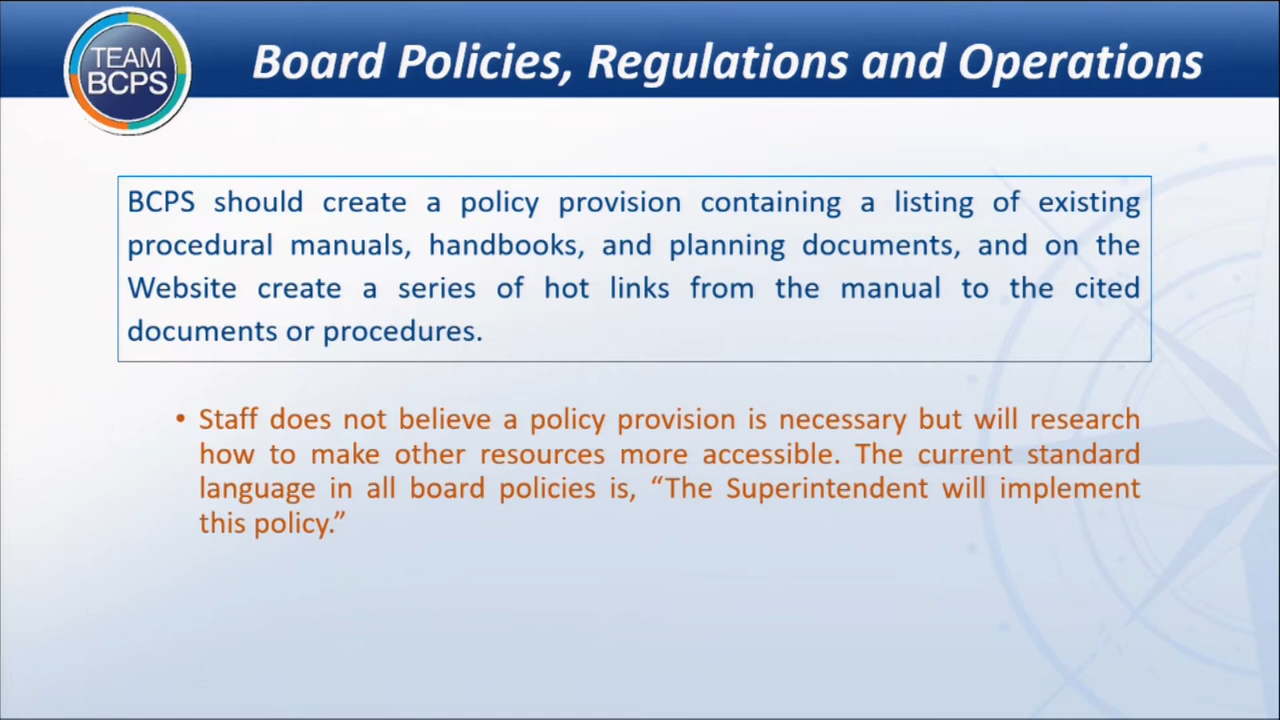 TEAM
BCPS
Board Policies, Regulations and Operations
BCPS should create a policy provision containing a listing of existing
procedural manuals, handbooks, and planning documents, and on the
Website create a series of hot links from the manual to the cited
documents or procedures.
• Staff does not believe a policy provision is necessary but will research
how to make other resources more accessible. The current standard
language in all board policies is, “The Superintendent will implement
this policy.”